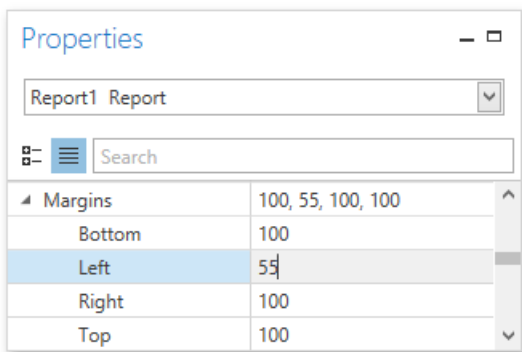 Properties
Report1 Report
Search
Margins 100, 55, 100, 100
Bottom 100
Left 55
Right 100
Top 100